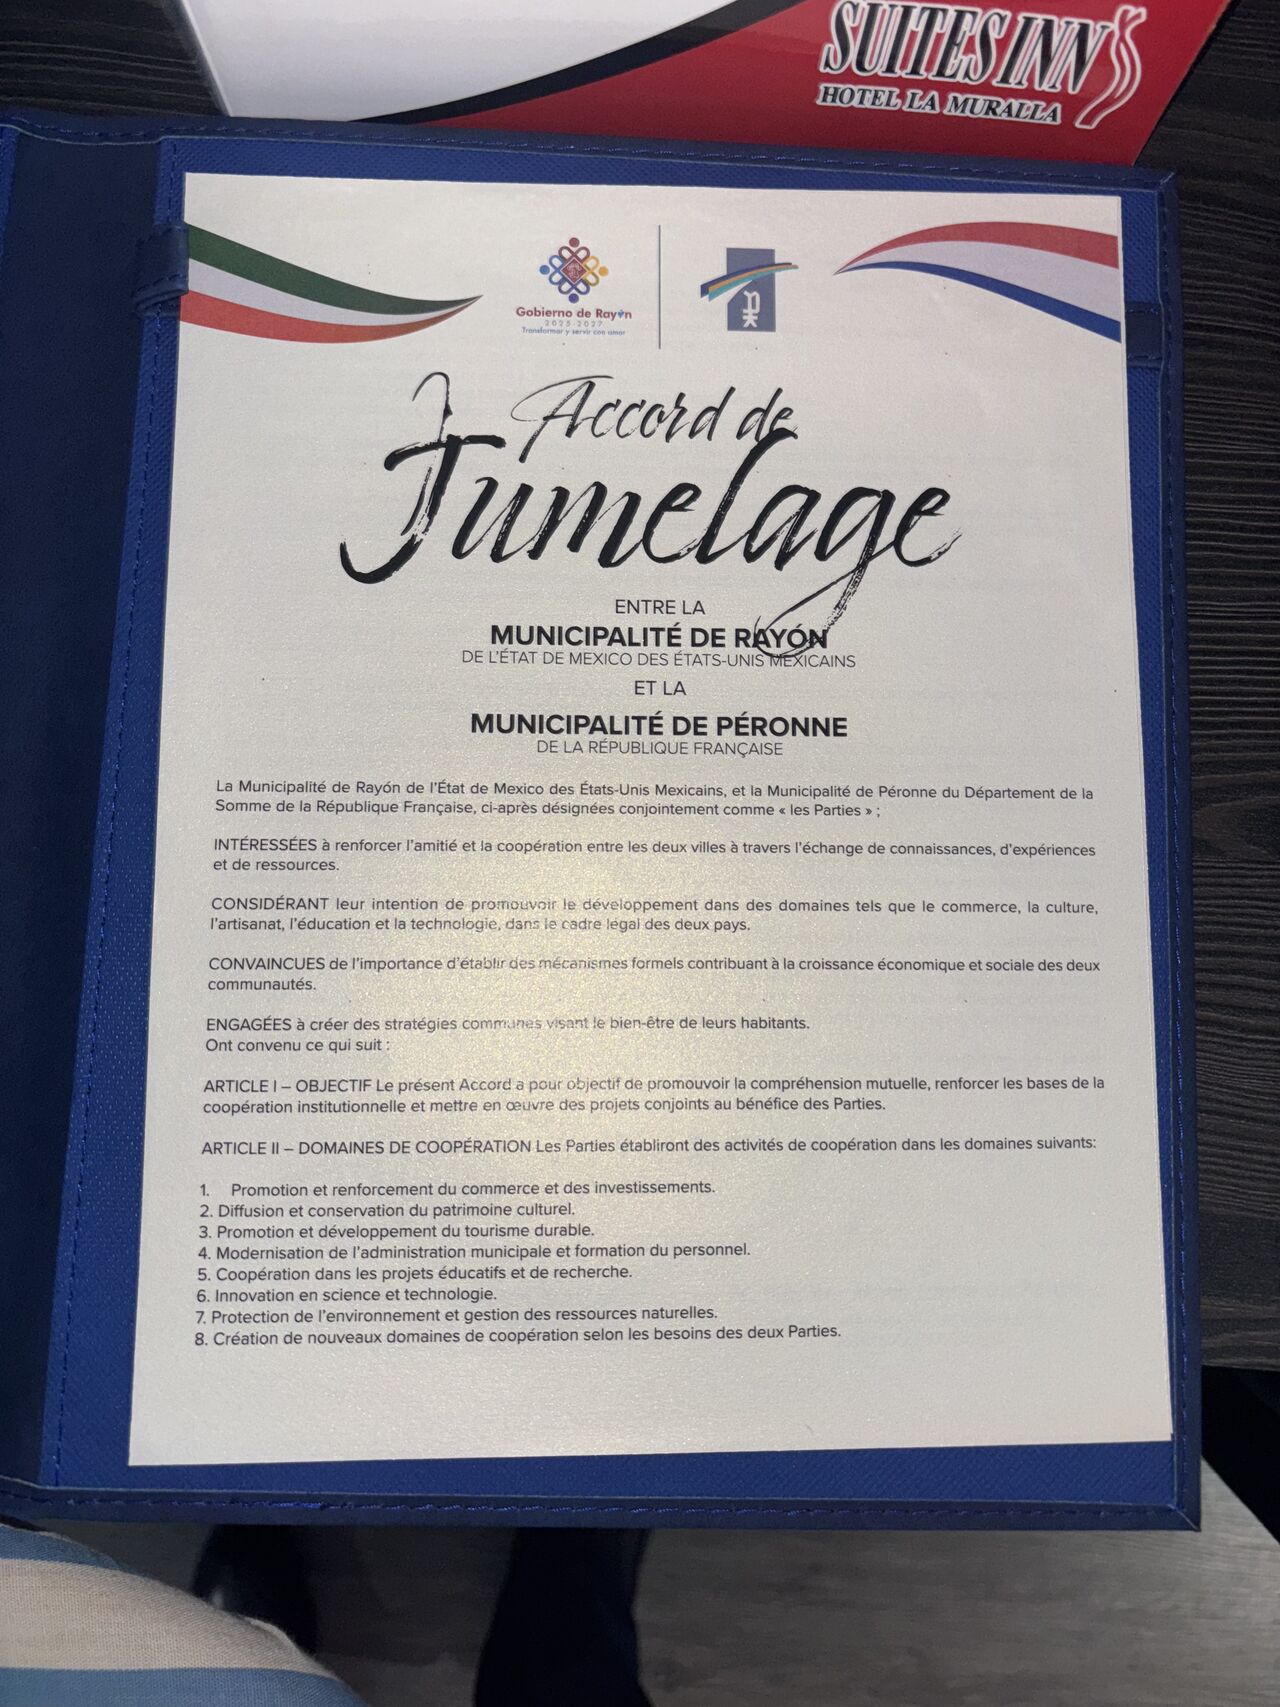 SUITES INN
HOTEL LA MURALLA
Gobierno de Rayón
2025-2027
Transformar y servir con amor
Accord de
Jumelage
ENTRE LA
MUNICIPALITÉ DE RAYÓN
DE L'ÉTAT DE MEXICO DES ÉTATS-UNIS MEXICAINS
ET LA
MUNICIPALITÉ DE PÉRONNE
DE LA RÉPUBLIQUE FRANÇAISE
La Municipalité de Rayón de l'État de Mexico des États-Unis Mexicains, et la Municipalité de Péronne du Département de la
Somme de la République Française, ci-après désignées conjointement comme « les Parties » ;
INTÉRESSÉES à renforcer l'amitié et la coopération entre les deux villes à travers l'échange de connaissances, d'expériences
et de ressources.
CONSIDÉRANT leur intention de promouvoir le développement dans des domaines tels que le commerce, la culture,
l'artisanat, l'éducation et la technologie, dans le cadre légal des deux pays.
CONVAINCUES de l'importance d'établir des mécanismes formels contribuant à la croissance économique et sociale des deux
communautés.
ENGAGÉES à créer des stratégies communes visant le bien-être de leurs habitants.
Ont convenu ce qui suit :
ARTICLE I – OBJECTIF Le présent Accord a pour objectif de promouvoir la compréhension mutuelle, renforcer les bases de la
coopération institutionnelle et mettre en œuvre des projets conjoints au bénéfice des Parties.
ARTICLE II – DOMAINES DE COOPÉRATION Les Parties établiront des activités de coopération dans les domaines suivants:
1. Promotion et renforcement du commerce et des investissements.
2. Diffusion et conservation du patrimoine culturel.
3. Promotion et développement du tourisme durable.
4. Modernisation de l'administration municipale et formation du personnel.
5. Coopération dans les projets éducatifs et de recherche.
6. Innovation en science et technologie.
7. Protection de l'environnement et gestion des ressources naturelles.
8. Création de nouveaux domaines de coopération selon les besoins des deux Parties.